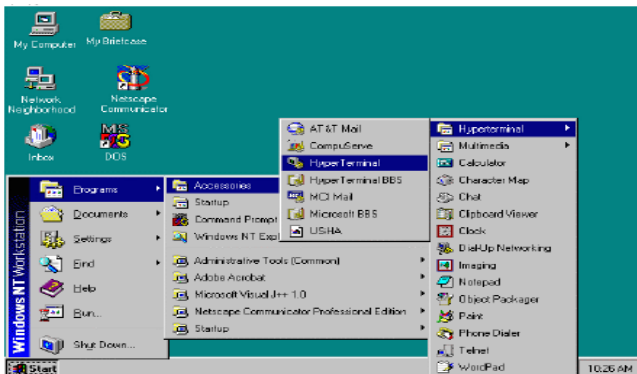 My Computer
My Briefcase
Network
Neighborhood
Netscape
Communicator
Inbox
MS
DOS
Windows NT Workstation
Programs
Documents
Settings
Find
Help
Run...
Shut Down...
Accessories
Startup
Command Prompt
Windows NT Expl
Administrative Tools (Common)
Adobe Acrobat
Microsoft Visual J++ 1.0
Netscape Communicator Professional Edition
Startup
AT&T Mail
CompuServe
HyperTerminal
HyperTerminal BBS
MCI Mail
Microsoft BBS
USHA
Hyperterminal
Multimedia
Calculator
Character Map
Chat
Clipboard Viewer
Clock
Dial-Up Networking
Imaging
Notepad
Object Packager
Paint
Phone Dialer
Telnet
WordPad
Start
10:26 AM